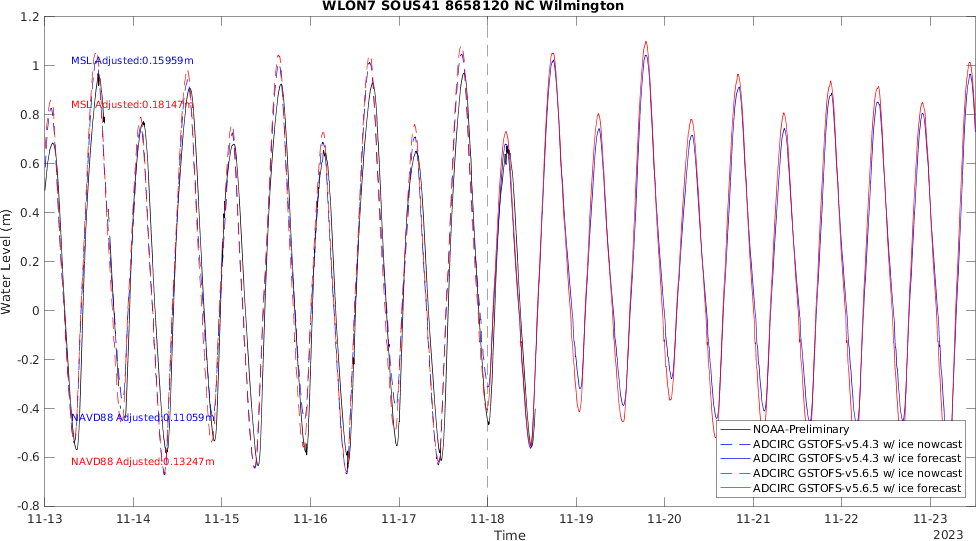 WLON7 SOUS41 8658120 NC Wilmington
1.2
1
0.8
0.6
0.4
0.2
0
-0.2
-0.4
-0.6
-0.8
Water Level (m)
MSL Adjusted:0.15959m
MSL Adjusted:0.18147m
NAVD88 Adjusted:0.11059m
NAVD88 Adjusted:0.13247m
NOAA-Preliminary
ADCIRC GSTOFS-v5.4.3 w/ ice nowcast
ADCIRC GSTOFS-v5.4.3 w/ ice forecast
ADCIRC GSTOFS-v5.6.5 w/ ice nowcast
ADCIRC GSTOFS-v5.6.5 w/ ice forecast
11-13 11-14 11-15 11-16 11-17 11-18 11-19 11-20 11-21 11-22 11-23
Time
2023